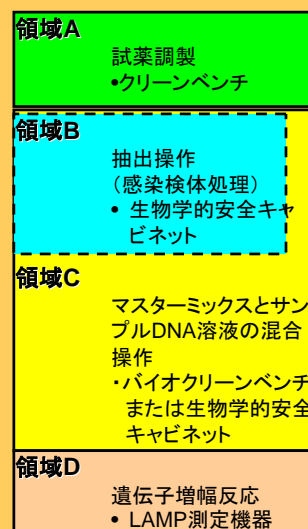 領域A
試薬調製
•クリーンベンチ
領域B
抽出操作
（感染検体処理）
• 生物学的安全キャ
ビネット
領域C
マスターミックスとサン
プルDNA溶液の混合
操作
・バイオクリーンベンチ
または生物学的安全
キャビネット
領域D
遺伝子増幅反応
• LAMP測定機器